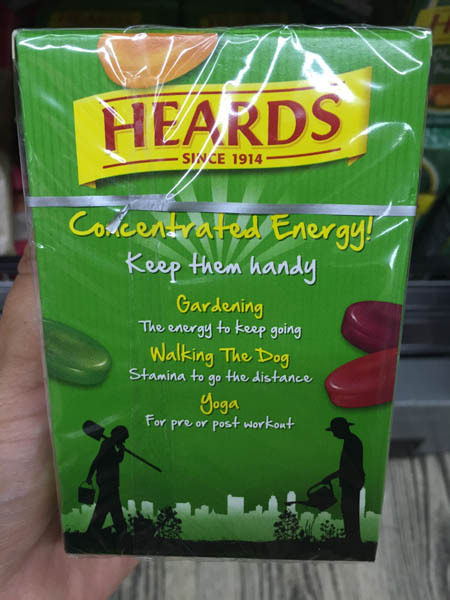 HEARDS
SINCE 1914
Concentrated Energy!
Keep them handy
Gardening
The energy to keep going
Walking The Dog
Stamina to go the distance
Yoga
For pre or post workout